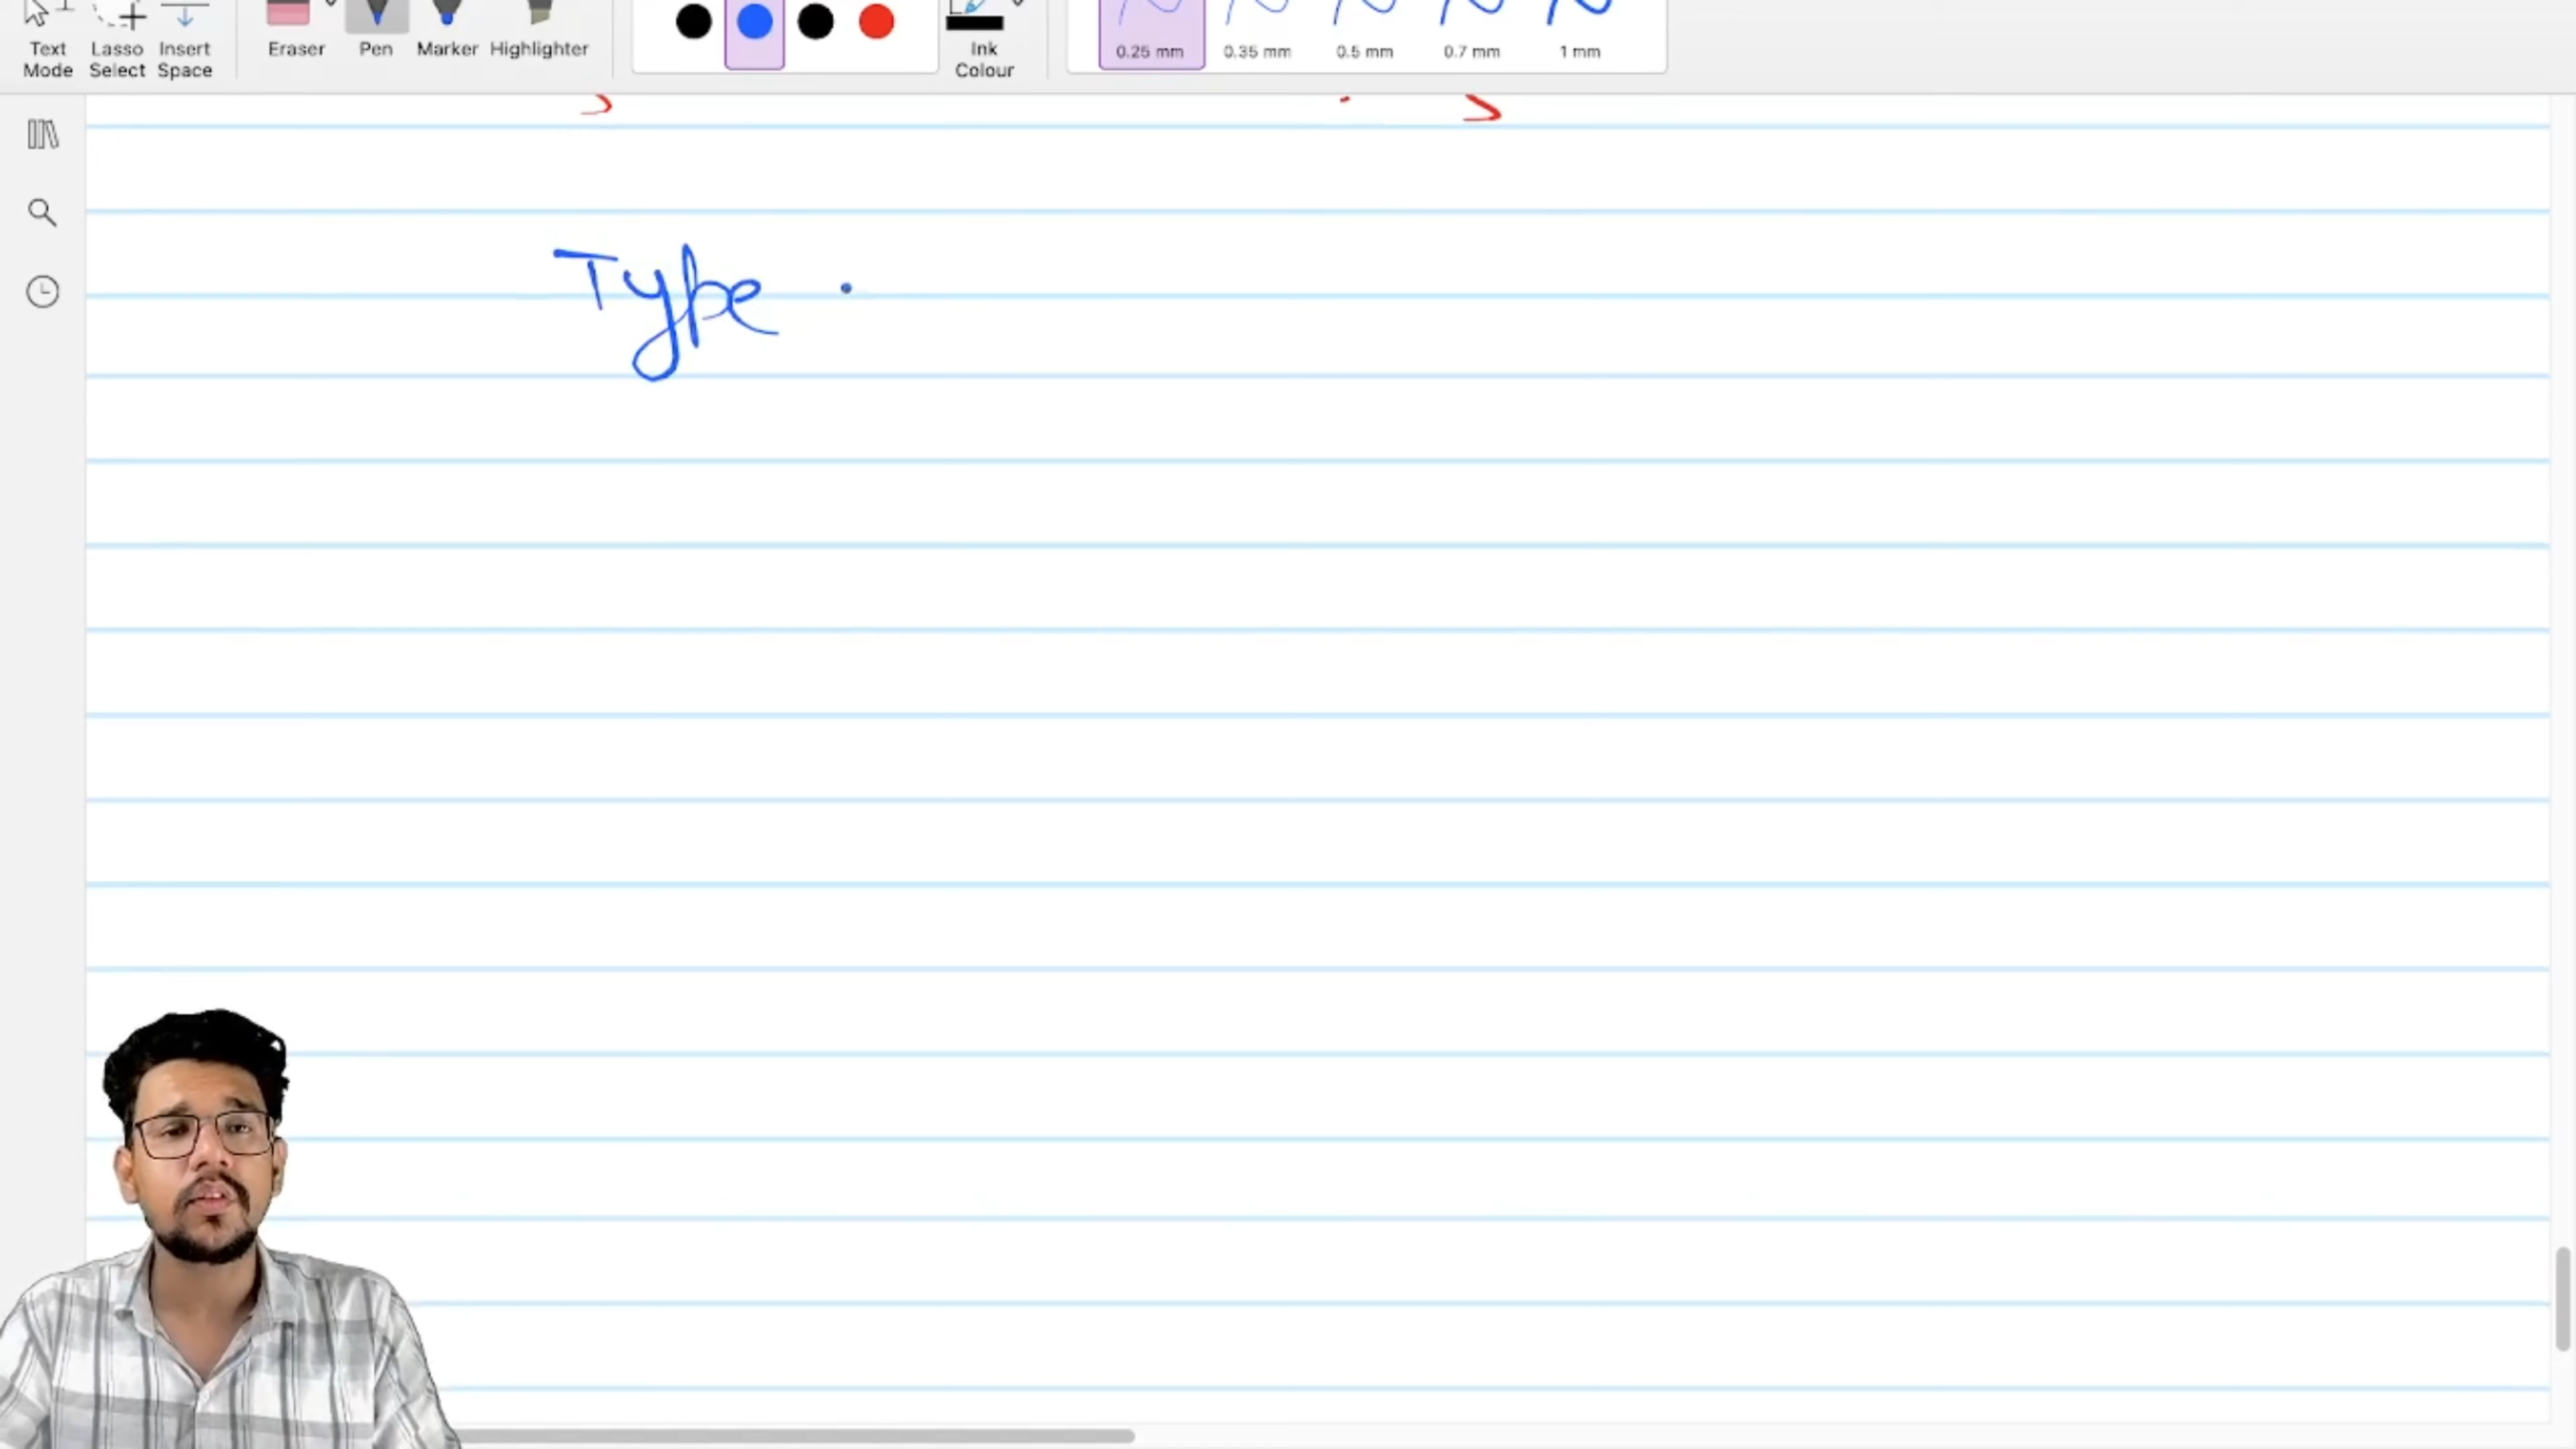 Text Mode
Lasso Select
Insert Space
Eraser
Pen
Marker
Highlighter
Ink Colour
0.25 mm
0.35 mm
0.5 mm
0.7 mm
1 mm
Type